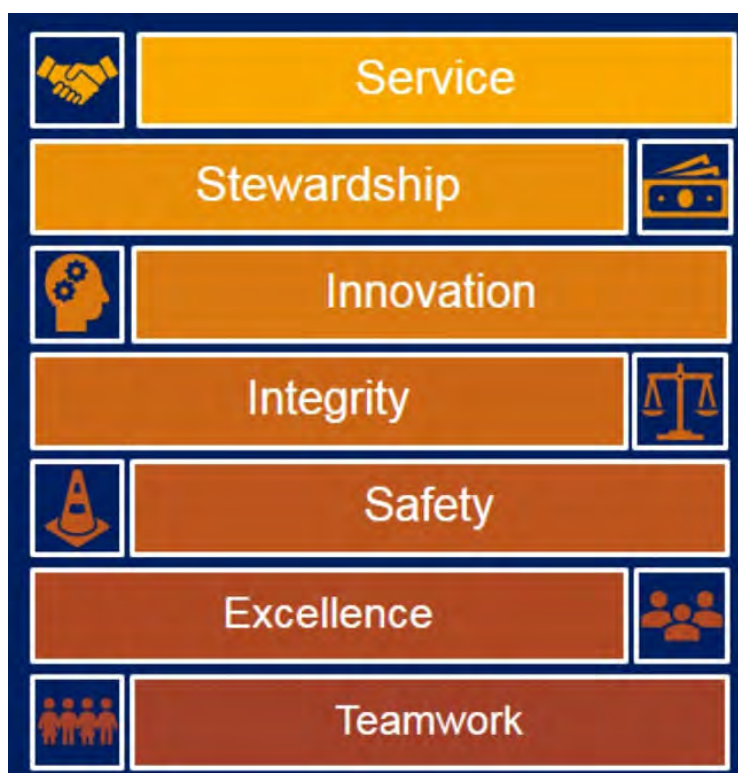 Service
Stewardship
Innovation
Integrity
Safety
Excellence
Teamwork